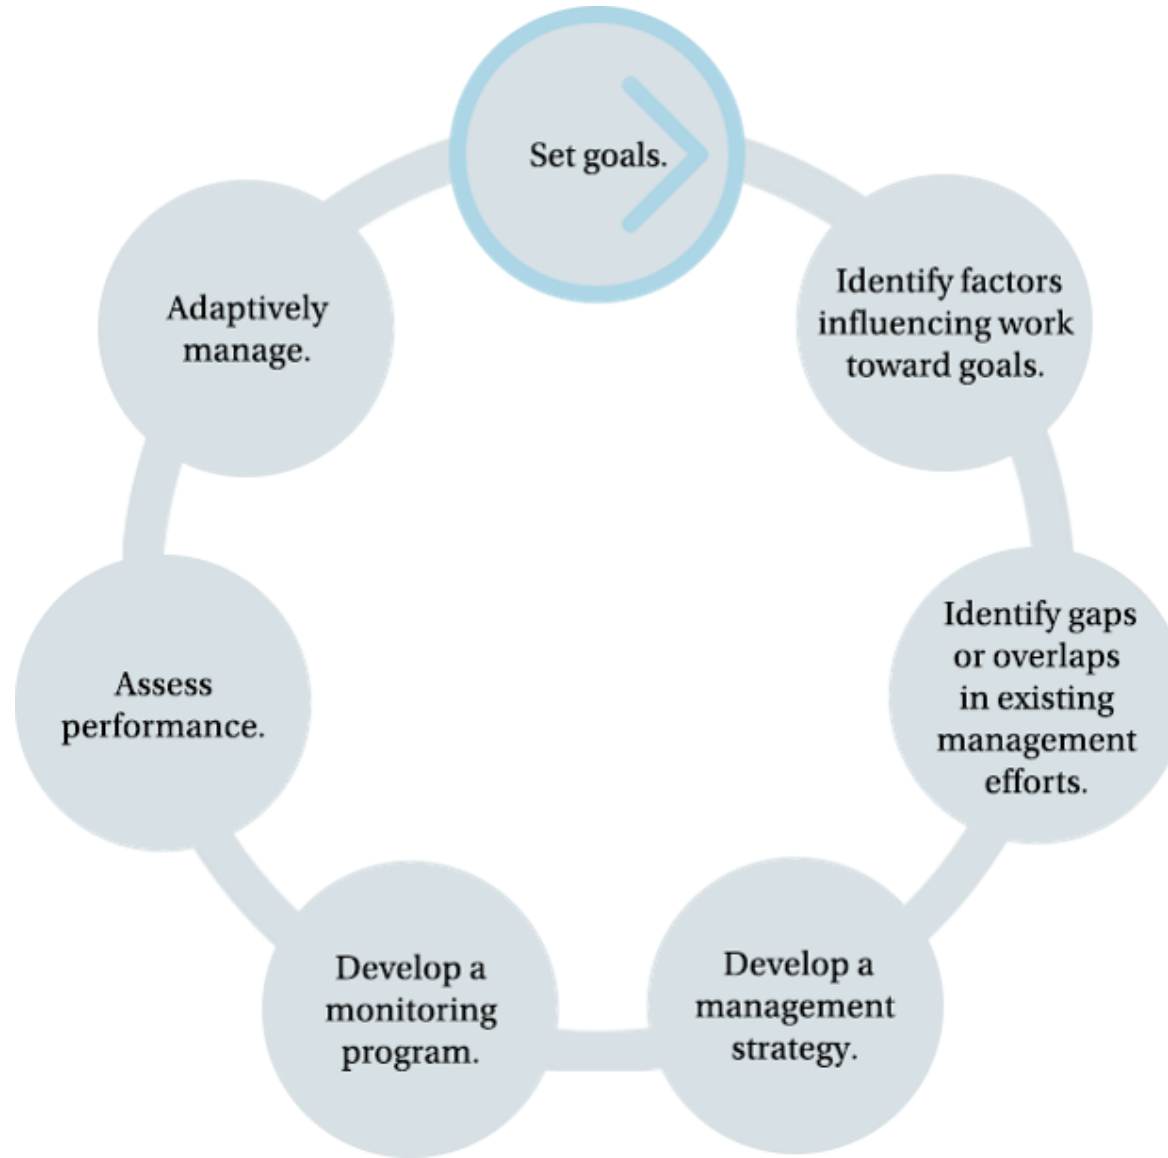 Set goals.
Identify factors
influencing work
toward goals.
Identify gaps
or overlaps
in existing
management
efforts.
Develop a
management
strategy.
Develop a
monitoring
program.
Assess
performance.
Adaptively
manage.